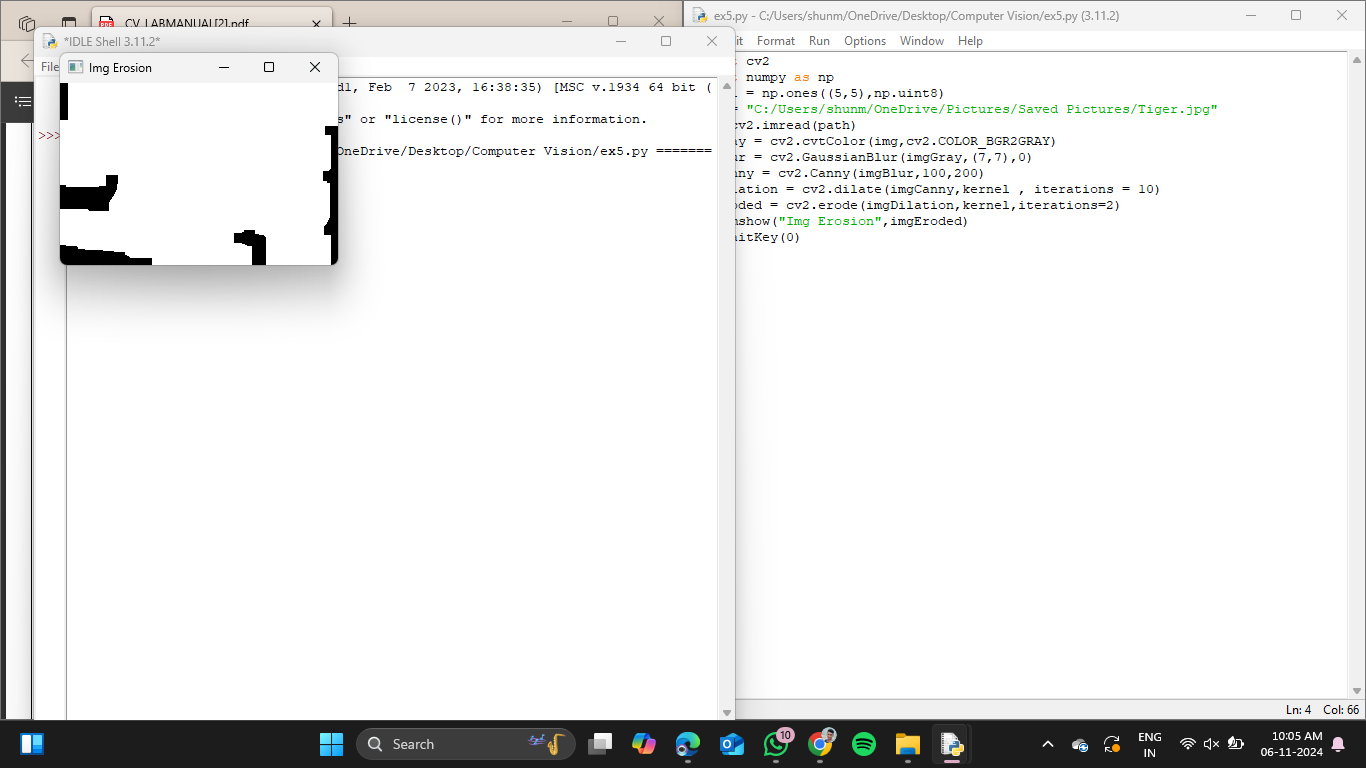 CV_LABMANUAL[2].pdf
ex5.py - C:/Users/shunm/OneDrive/Desktop/Computer Vision/ex5.py (3.11.2)
*IDLE Shell 3.11.2*
it Format Run Options Window Help
File
Img Erosion
dl, Feb  7 2023, 16:38:35) [MSC v.1934 64 bit (
s" or "license()" for more information.
>>>
OneDrive/Desktop/Computer Vision/ex5.py =======
t cv2
t numpy as np
l = np.ones((5,5),np.uint8)
= "C:/Users/shunm/OneDrive/Pictures/Saved Pictures/Tiger.jpg"
cv2.imread(path)
ay = cv2.cvtColor(img,cv2.COLOR_BGR2GRAY)
ur = cv2.GaussianBlur(imgGray,(7,7),0)
nny = cv2.Canny(imgBlur,100,200)
lation = cv2.dilate(imgCanny,kernel , iterations = 10)
oded = cv2.erode(imgDilation,kernel,iterations=2)
mshow("Img Erosion",imgEroded)
aitKey(0)
Ln: 4 Col: 66
Search
10
ENG
IN
10:05 AM
06-11-2024